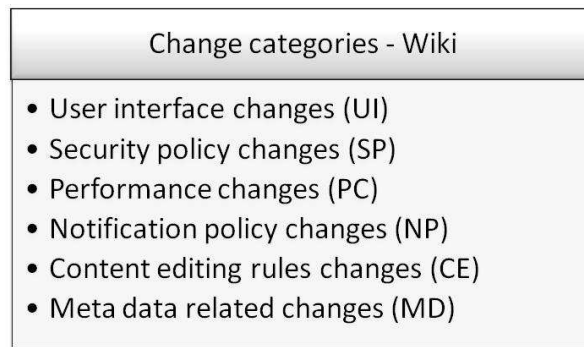 Change categories - Wiki
• User interface changes (UI)
• Security policy changes (SP)
• Performance changes (PC)
• Notification policy changes (NP)
• Content editing rules changes (CE)
• Meta data related changes (MD)